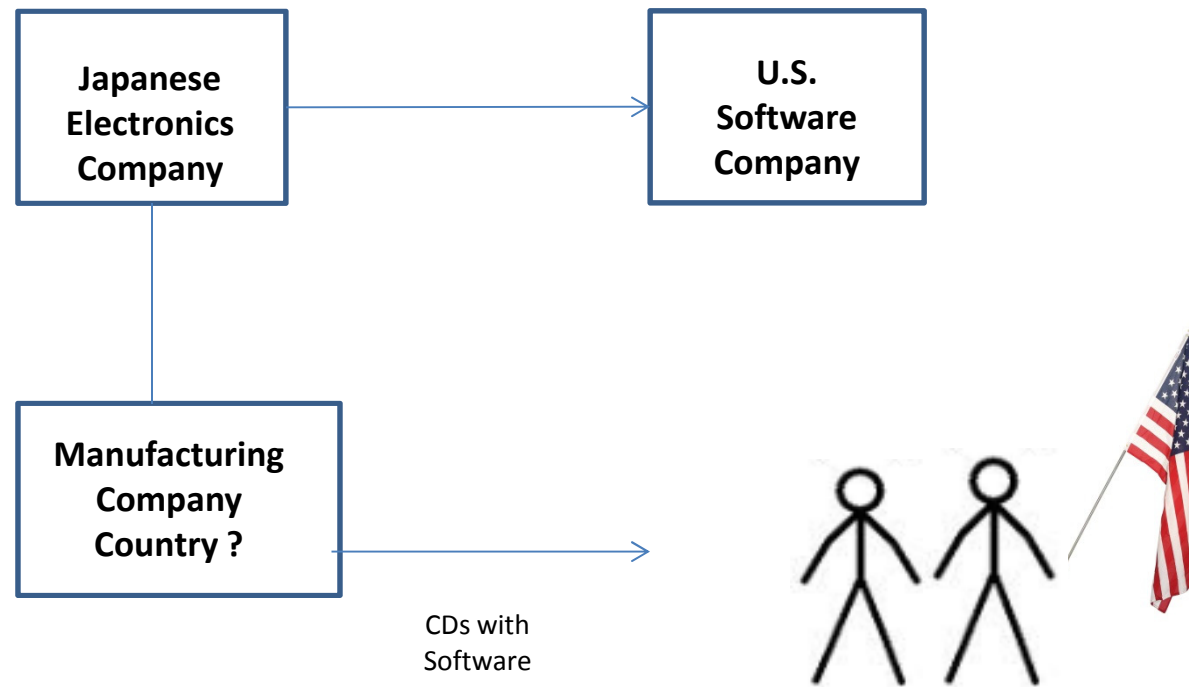 Japanese
Electronics
Company
U.S.
Software
Company
Manufacturing
Company
Country ?
CDs with
Software